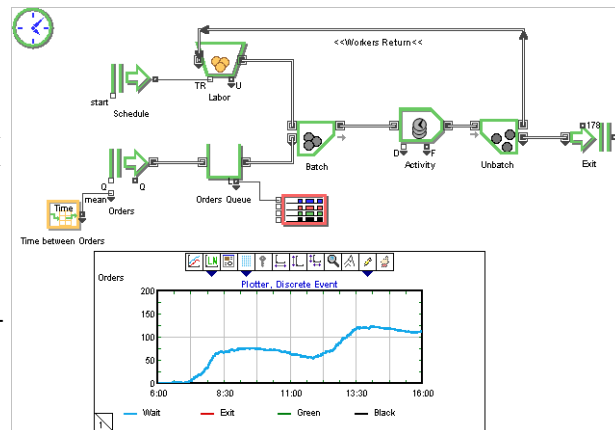 <<Workers Return<<
TR
U
Labor
start
Schedule
178
Batch
D
F
Activity
Unbatch
Exit
Q
Q
mean
Orders
L
Orders Queue
Time
Time between Orders
LN
Orders
Plotter, Discrete Event
200
150
100
50
0
6:00
8:30
11:00
13:30
16:00
Wait
Exit
Green
Black
1